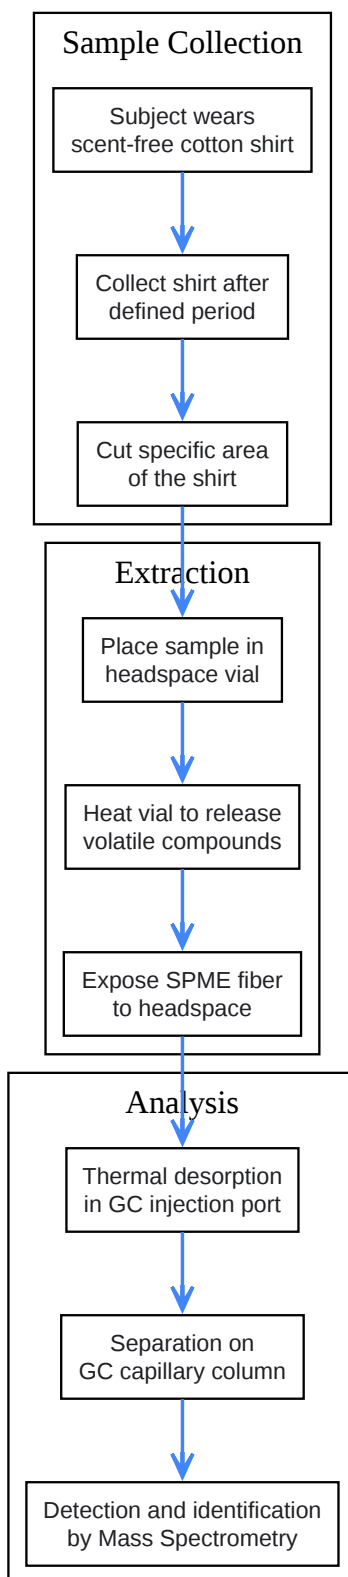 Sample Collection
Subject wears
scent-free cotton shirt
Collect shirt after
defined period
Cut specific area
of the shirt
Extraction
Place sample in
headspace vial
Heat vial to release
volatile compounds
Expose SPME fiber
to headspace
Analysis
Thermal desorption
in GC injection port
Separation on
GC capillary column
Detection and identification
by Mass Spectrometry